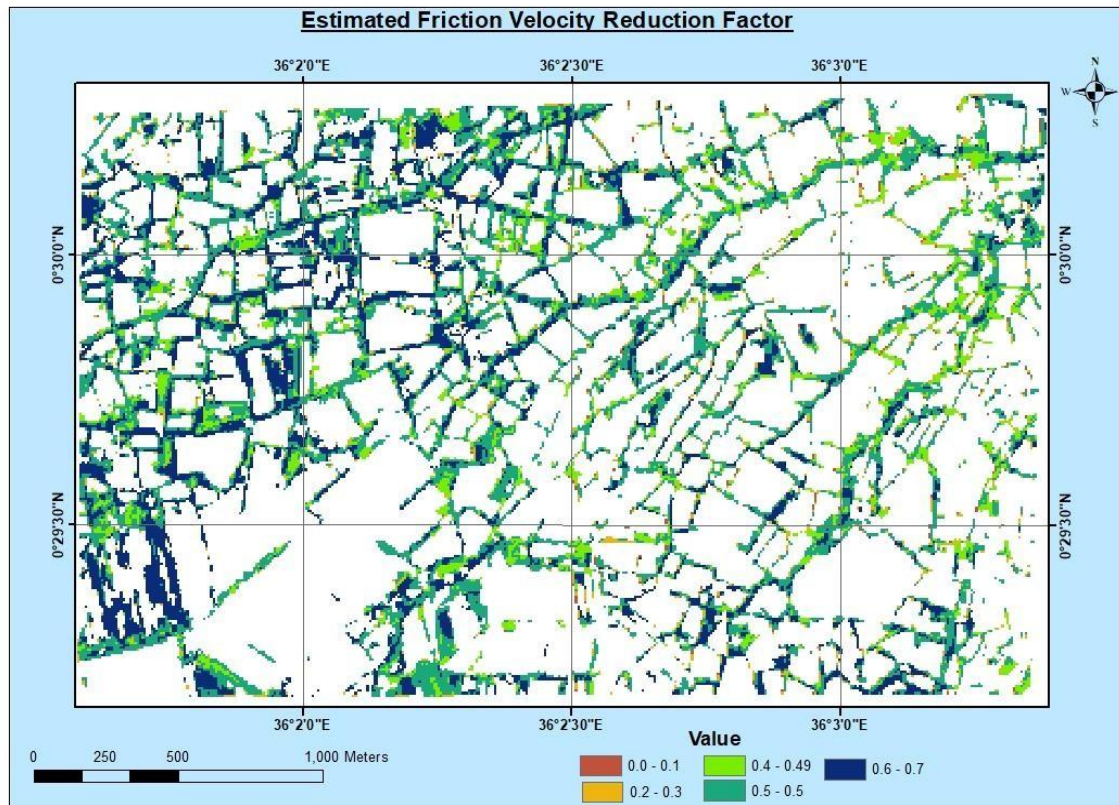 Estimated Friction Velocity Reduction Factor
36°2'0"E 36°2'30"E 36°3'0"E
N
W
S
0°30'0"N 0°30'0"N
0°29'30"N 0°29'30"N
36°2'0"E 36°2'30"E 36°3'0"E
Value
0 250 500 1,000 Meters
0.0 - 0.1 0.4 - 0.49 0.6 - 0.7
0.2 - 0.3 0.5 - 0.5